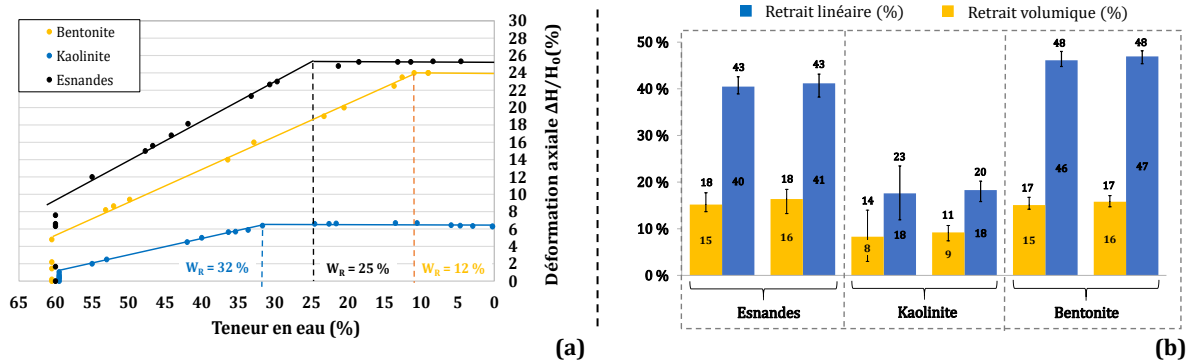 Bentonite
Kaolinite
Esnandes
30
28
26
24
22
20
18
16
14
12
10
8
6
4
2
0
Déformation axiale ΔH/H₀(%)
W_R = 32 %
W_R = 25 %
W_R = 12 %
65 60 55 50 45 40 35 30 25 20 15 10 5 0
Teneur en eau (%)
(a)
Retrait linéaire (%)
Retrait volumique (%)
50 %
40 %
30 %
20 %
10 %
0 %
18 43 18 43
15 40 16 41
14 23 11 20
8 18 9 18
17 48 17 48
15 46 16 47
Esnandes
Kaolinite
Bentonite
(b)